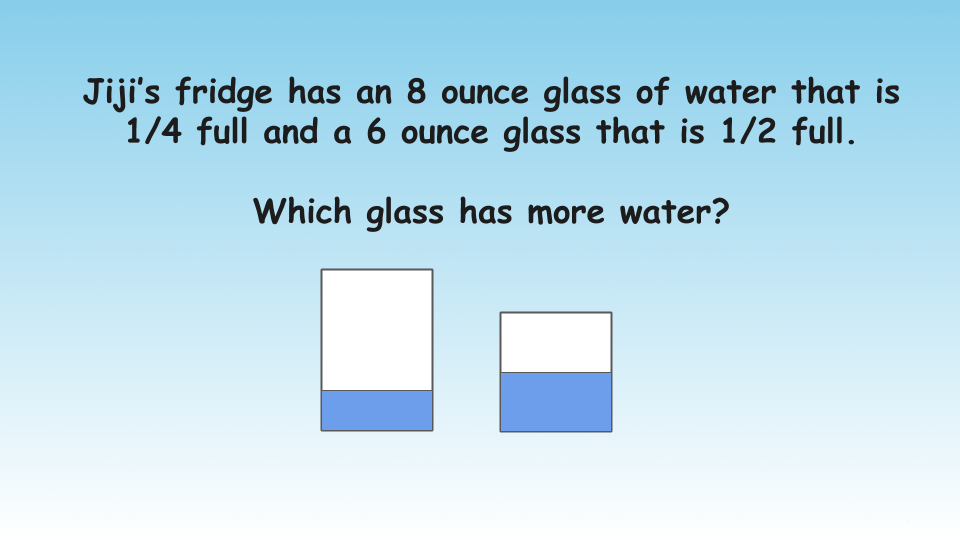 Jiji's fridge has an 8 ounce glass of water that is
1/4 full and a 6 ounce glass that is 1/2 full.
Which glass has more water?